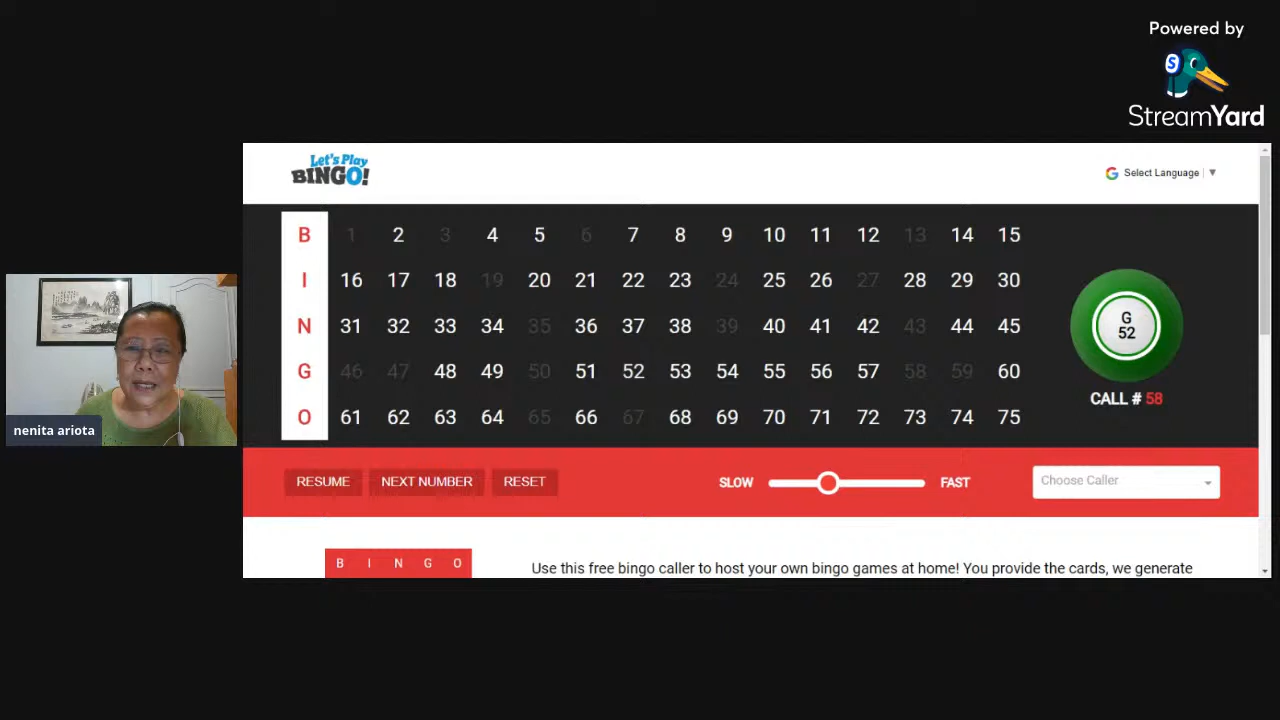 Powered by
S
StreamYard
Let's Play
BINGO!
G Select Language ▼
B 1 2 3 4 5 6 7 8 9 10 11 12 13 14 15
I 16 17 18 19 20 21 22 23 24 25 26 27 28 29 30
N 31 32 33 34 35 36 37 38 39 40 41 42 43 44 45
G 46 47 48 49 50 51 52 53 54 55 56 57 58 59 60
O 61 62 63 64 65 66 67 68 69 70 71 72 73 74 75
G
52
CALL # 58
nenita ariota
RESUME NEXT NUMBER RESET SLOW FAST Choose Caller
B I N G O
Use this free bingo caller to host your own bingo games at home! You provide the cards, we generate